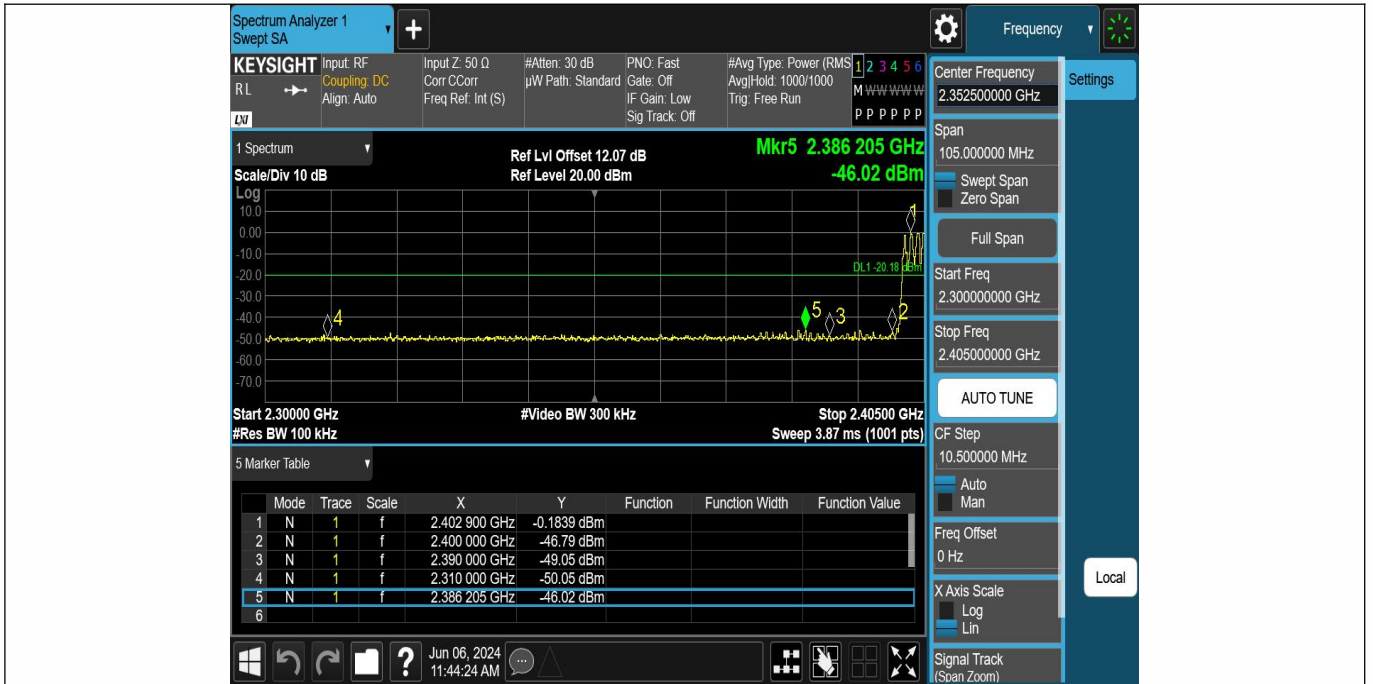 Spectrum Analyzer 1
Swept SA
+
Frequency
KEYSIGHT
RL
LXI
Input: RF
Coupling: DC
Align: Auto
Input Z: 50 Ω
Corr CCorr
Freq Ref: Int (S)
#Atten: 30 dB
µW Path: Standard
PNO: Fast
Gate: Off
IF Gain: Low
Sig Track: Off
#Avg Type: Power (RMS
Avg|Hold: 1000/1000
Trig: Free Run
1 2 3 4 5 6
M W W W W W
P P P P P P
1 Spectrum
Scale/Div 10 dB
Ref Lvl Offset 12.07 dB
Ref Level 20.00 dBm
Mkr5 2.386 205 GHz
-46.02 dBm
Log
10.0
0.00
-10.0
-20.0
-30.0
-40.0
-50.0
-60.0
-70.0
1
DL1 -20.18 dBm
4
5
3
2
Start 2.30000 GHz
#Video BW 300 kHz
Stop 2.40500 GHz
#Res BW 100 kHz
Sweep 3.87 ms (1001 pts)
5 Marker Table
Mode Trace Scale X Y Function Function Width Function Value
1 N 1 f 2.402 900 GHz -0.1839 dBm
2 N 1 f 2.400 000 GHz -46.79 dBm
3 N 1 f 2.390 000 GHz -49.05 dBm
4 N 1 f 2.310 000 GHz -50.05 dBm
5 N 1 f 2.386 205 GHz -46.02 dBm
6
?
Jun 06, 2024
11:44:24 AM
Center Frequency
2.352500000 GHz
Settings
Span
105.000000 MHz
Swept Span
Zero Span
Full Span
Start Freq
2.300000000 GHz
Stop Freq
2.405000000 GHz
AUTO TUNE
CF Step
10.500000 MHz
Auto
Man
Freq Offset
0 Hz
X Axis Scale
Log
Lin
Local
Signal Track
(Span Zoom)